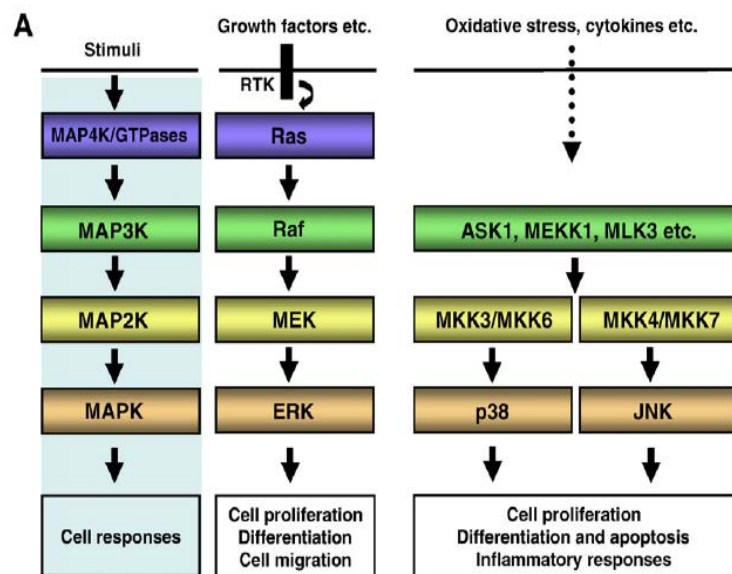 A
Stimuli
Growth factors etc.
Oxidative stress, cytokines etc.
RTK
MAP4K/GTPases
Ras
MAP3K
Raf
ASK1, MEKK1, MLK3 etc.
MAP2K
MEK
MKK3/MKK6
MKK4/MKK7
MAPK
ERK
p38
JNK
Cell responses
Cell proliferation
Differentiation
Cell migration
Cell proliferation
Differentiation and apoptosis
Inflammatory responses